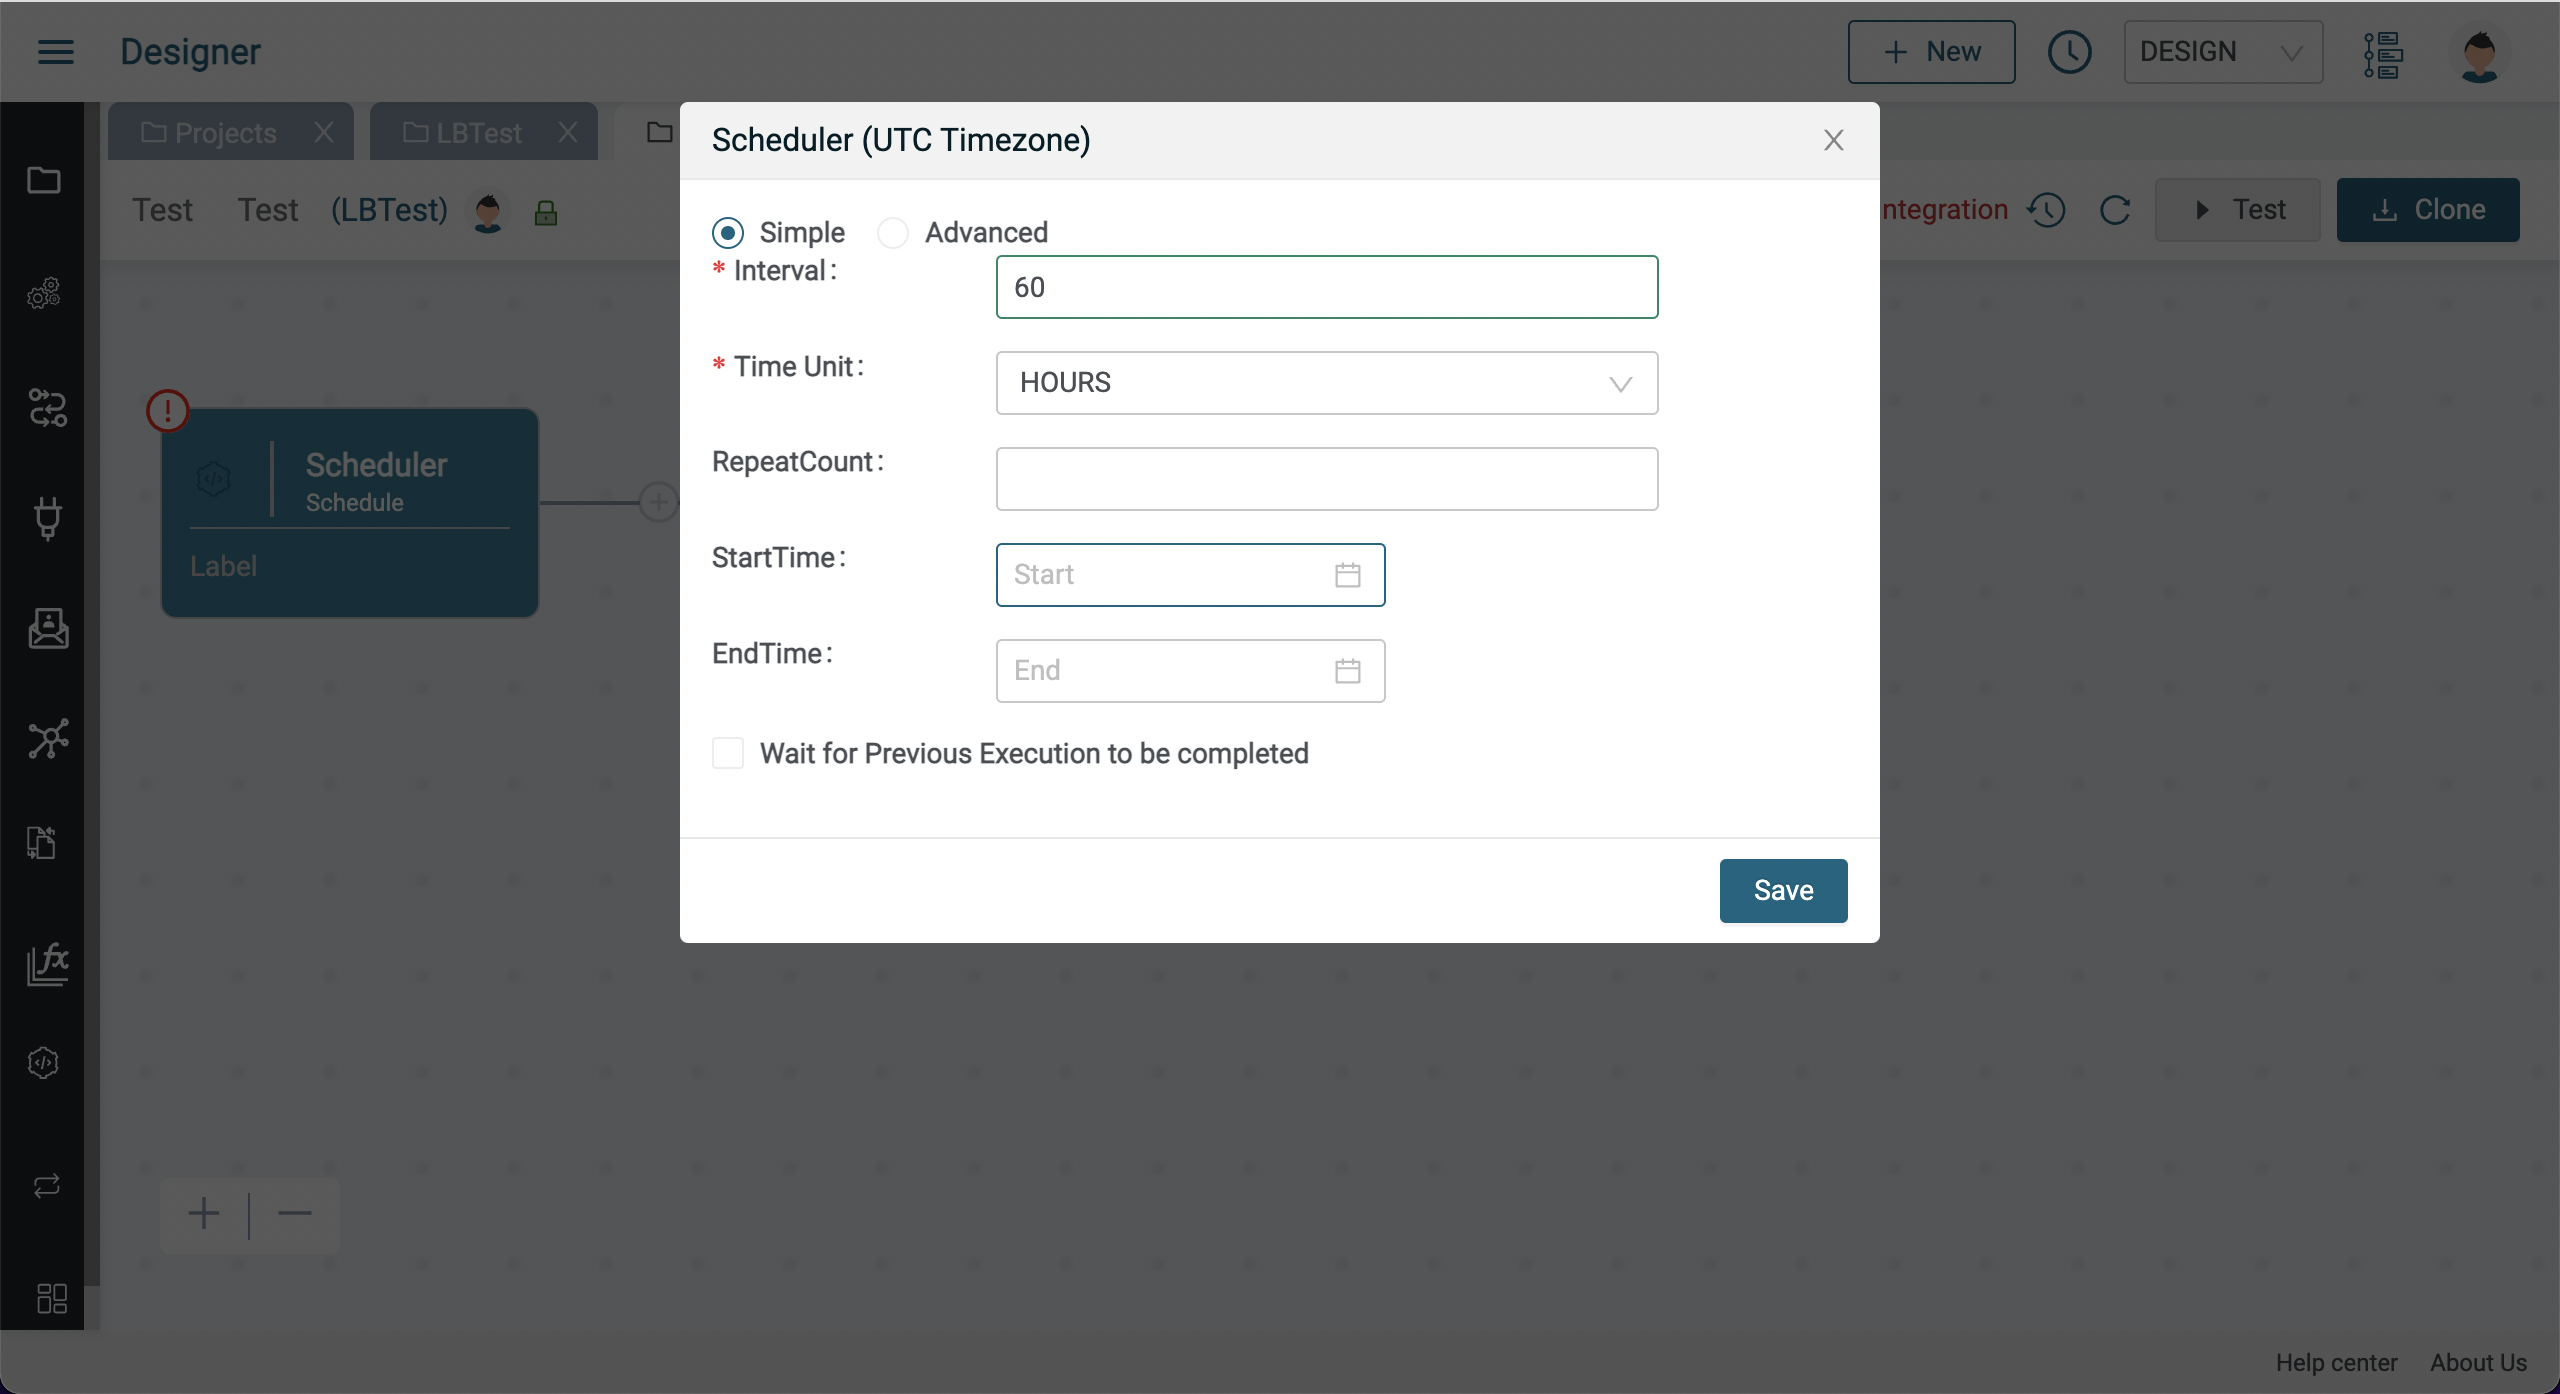 Designer
New
DESIGN
Projects
LBTest
Test Test (LBTest)
ntegration
Test
Clone
Scheduler
Schedule
Label
Scheduler (UTC Timezone)
Simple
Advanced
* Interval:
60
* Time Unit:
HOURS
RepeatCount:
StartTime:
Start
EndTime:
End
Wait for Previous Execution to be completed
Save
Help center
About Us